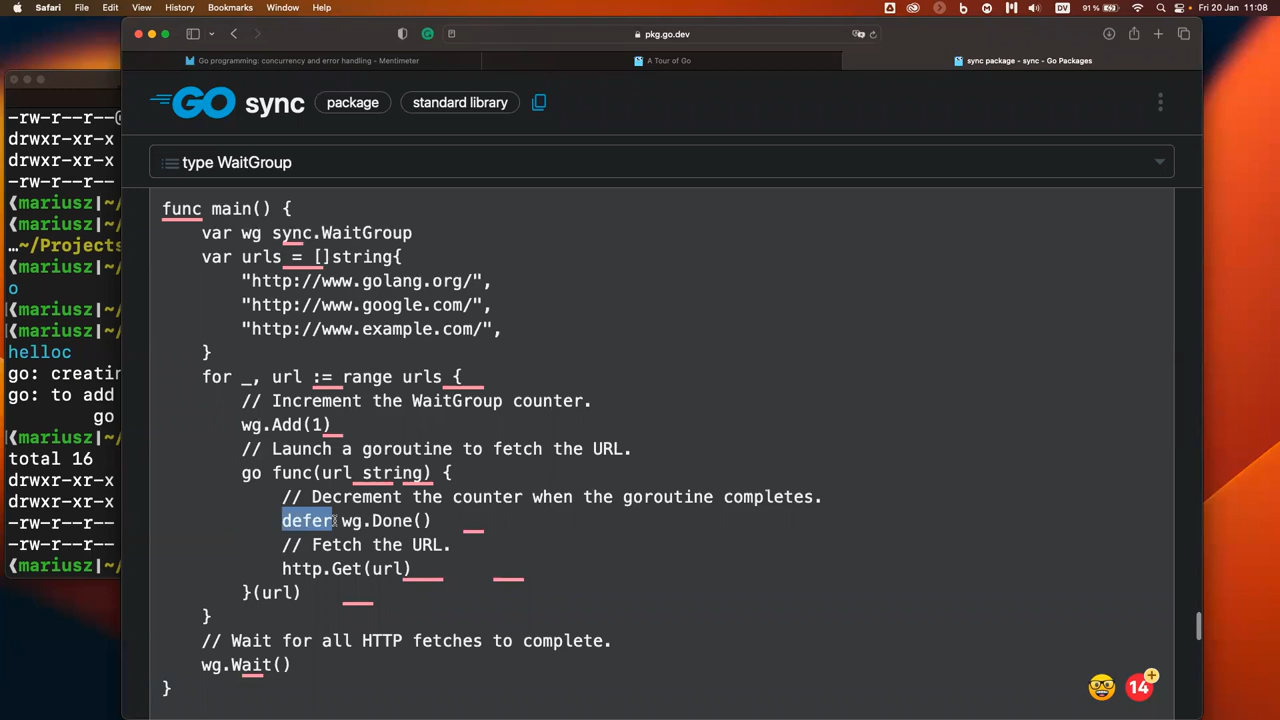 Safari File Edit View History Bookmarks Window Help DV 91 % Fri 20 Jan 11:08
pkg.go.dev
Go programming: concurrency and error handling - Mentimeter
A Tour of Go
sync package - sync - Go Packages
-rw-r--r--@
drwxr-xr-x
drwxr-xr-x
-rw-r--r--
❮mariusz|~/
❮mariusz|~/
…~/Projects
❮mariusz|~/
o
❮mariusz|~/
❮mariusz|~/
helloc
go: creatin
go: to add
go
❮mariusz|~/
total 16
drwxr-xr-x
drwxr-xr-x
-rw-r--r--
❮mariusz|~/
GO sync package standard library
type WaitGroup
func main() {
var wg sync.WaitGroup
var urls = []string{
"http://www.golang.org/",
"http://www.google.com/",
"http://www.example.com/",
}
for _, url := range urls {
// Increment the WaitGroup counter.
wg.Add(1)
// Launch a goroutine to fetch the URL.
go func(url string) {
// Decrement the counter when the goroutine completes.
defer wg.Done()
// Fetch the URL.
http.Get(url)
}(url)
}
// Wait for all HTTP fetches to complete.
wg.Wait()
}
14